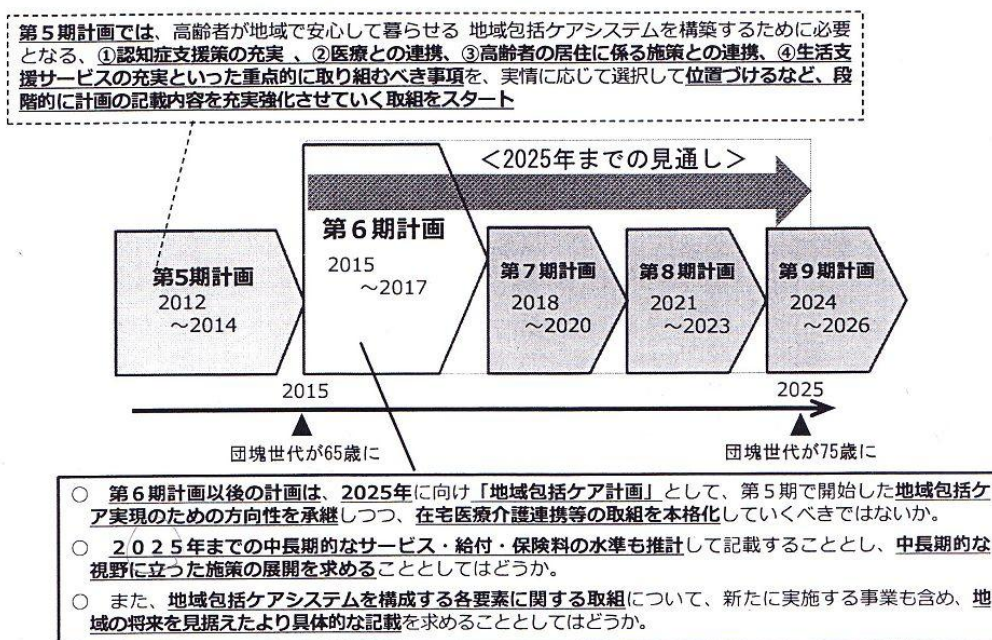 第５期計画では、高齢者が地域で安心して暮らせる 地域包括ケアシステムを構築するために必要
となる、①認知症支援策の充実 、②医療との連携、③高齢者の居住に係る施策との連携、④生活支
援サービスの充実といった重点的に取り組むべき事項を、実情に応じて選択して位置づけるなど、段
階的に計画の記載内容を充実強化させていく取組をスタート
＜2025年までの見通し＞
第5期計画
2012
～2014
第６期計画
2015
～2017
第７期計画
2018
～2020
第８期計画
2021
～2023
第９期計画
2024
～2026
2015
2025
団塊世代が65歳に
団塊世代が75歳に
○ 第６期計画以後の計画は、2025年に向け「地域包括ケア計画」として、第５期で開始した地域包括ケ
ア実現のための方向性を承継しつつ、在宅医療介護連携等の取組を本格化していくべきではないか。
○ ２０２５年までの中長期的なサービス・給付・保険料の水準も推計して記載することとし、中長期的な
視野に立った施策の展開を求めることとしてはどうか。
○ また、地域包括ケアシステムを構成する各要素に関する取組について、新たに実施する事業も含め、地
域の将来を見据えたより具体的な記載を求めることとしてはどうか。